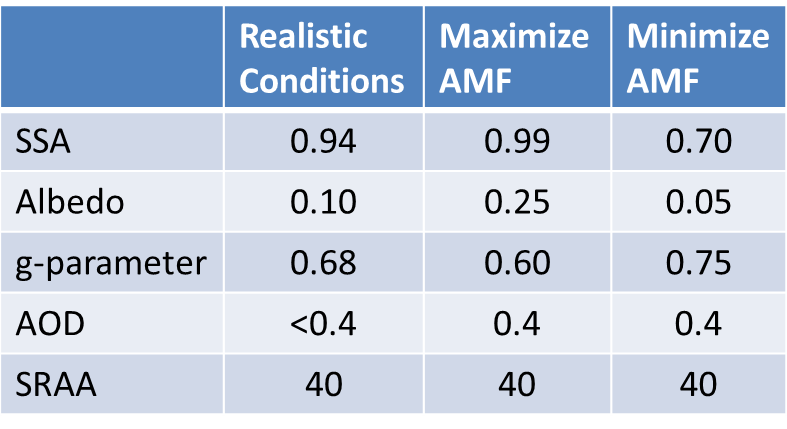 Realistic Conditions Maximize AMF Minimize AMF
SSA 0.94 0.99 0.70
Albedo 0.10 0.25 0.05
g-parameter 0.68 0.60 0.75
AOD <0.4 0.4 0.4
SRAA 40 40 40